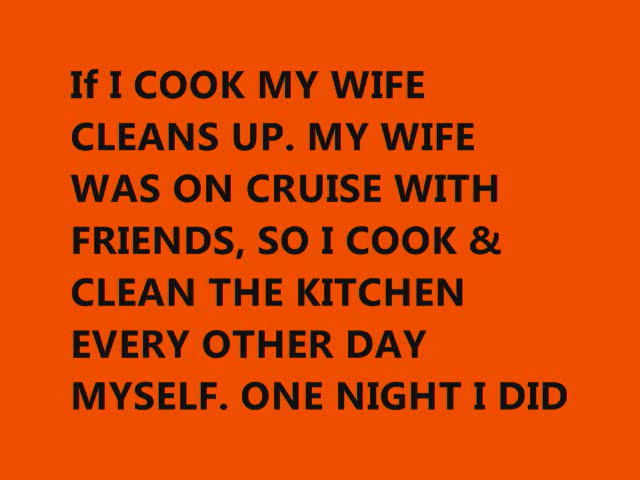 If I COOK MY WIFE
CLEANS UP. MY WIFE
WAS ON CRUISE WITH
FRIENDS, SO I COOK &
CLEAN THE KITCHEN
EVERY OTHER DAY
MYSELF. ONE NIGHT I DID